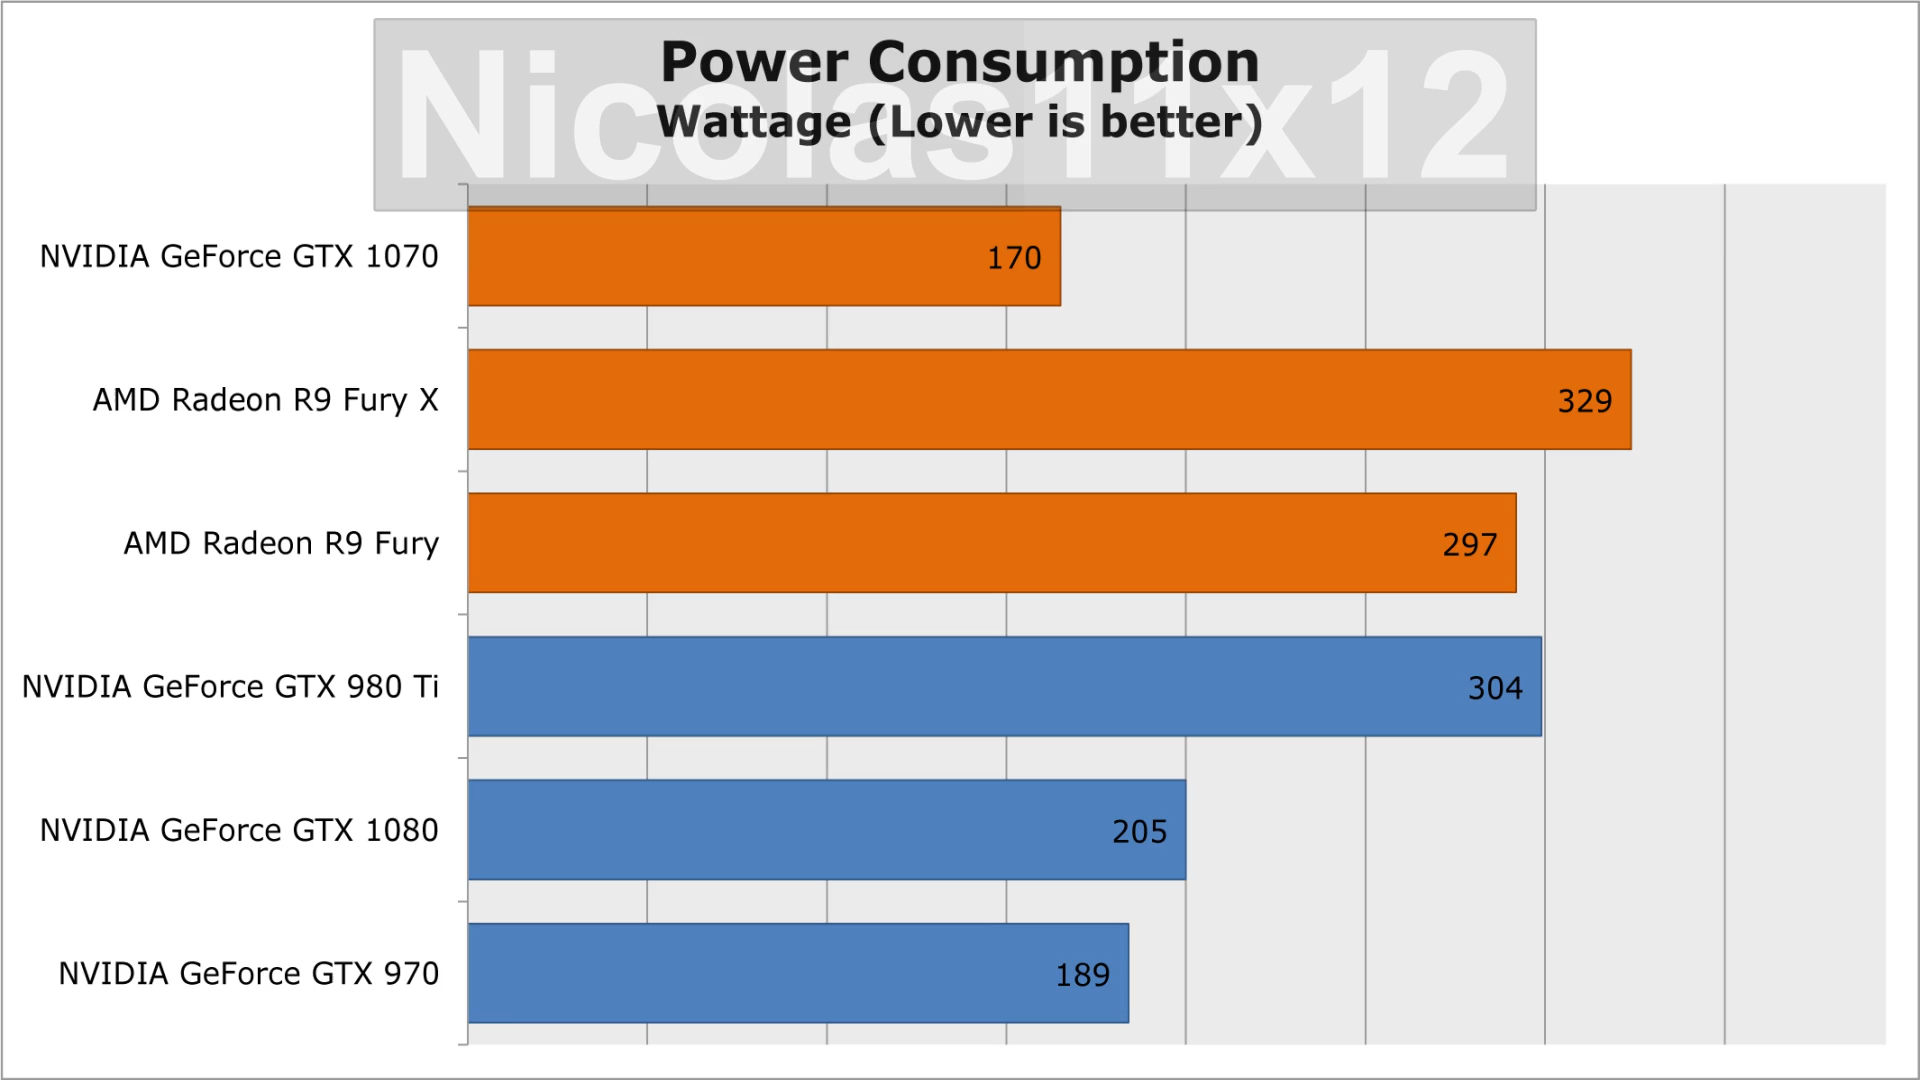 Nicolas11x12
Power Consumption
Wattage (Lower is better)
NVIDIA GeForce GTX 1070
170
AMD Radeon R9 Fury X
329
AMD Radeon R9 Fury
297
NVIDIA GeForce GTX 980 Ti
304
NVIDIA GeForce GTX 1080
205
NVIDIA GeForce GTX 970
189